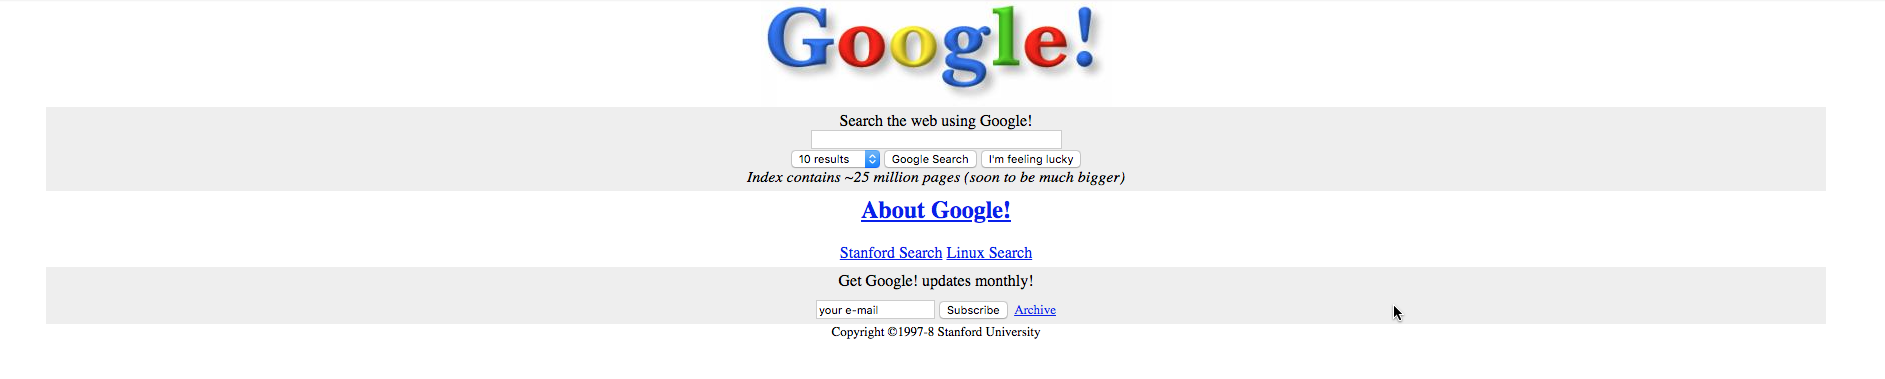 Google!
Search the web using Google!
10 results Google Search I'm feeling lucky
Index contains ~25 million pages (soon to be much bigger)
About Google!
Stanford Search Linux Search
Get Google! updates monthly!
your e-mail Subscribe Archive
Copyright ©1997-8 Stanford University